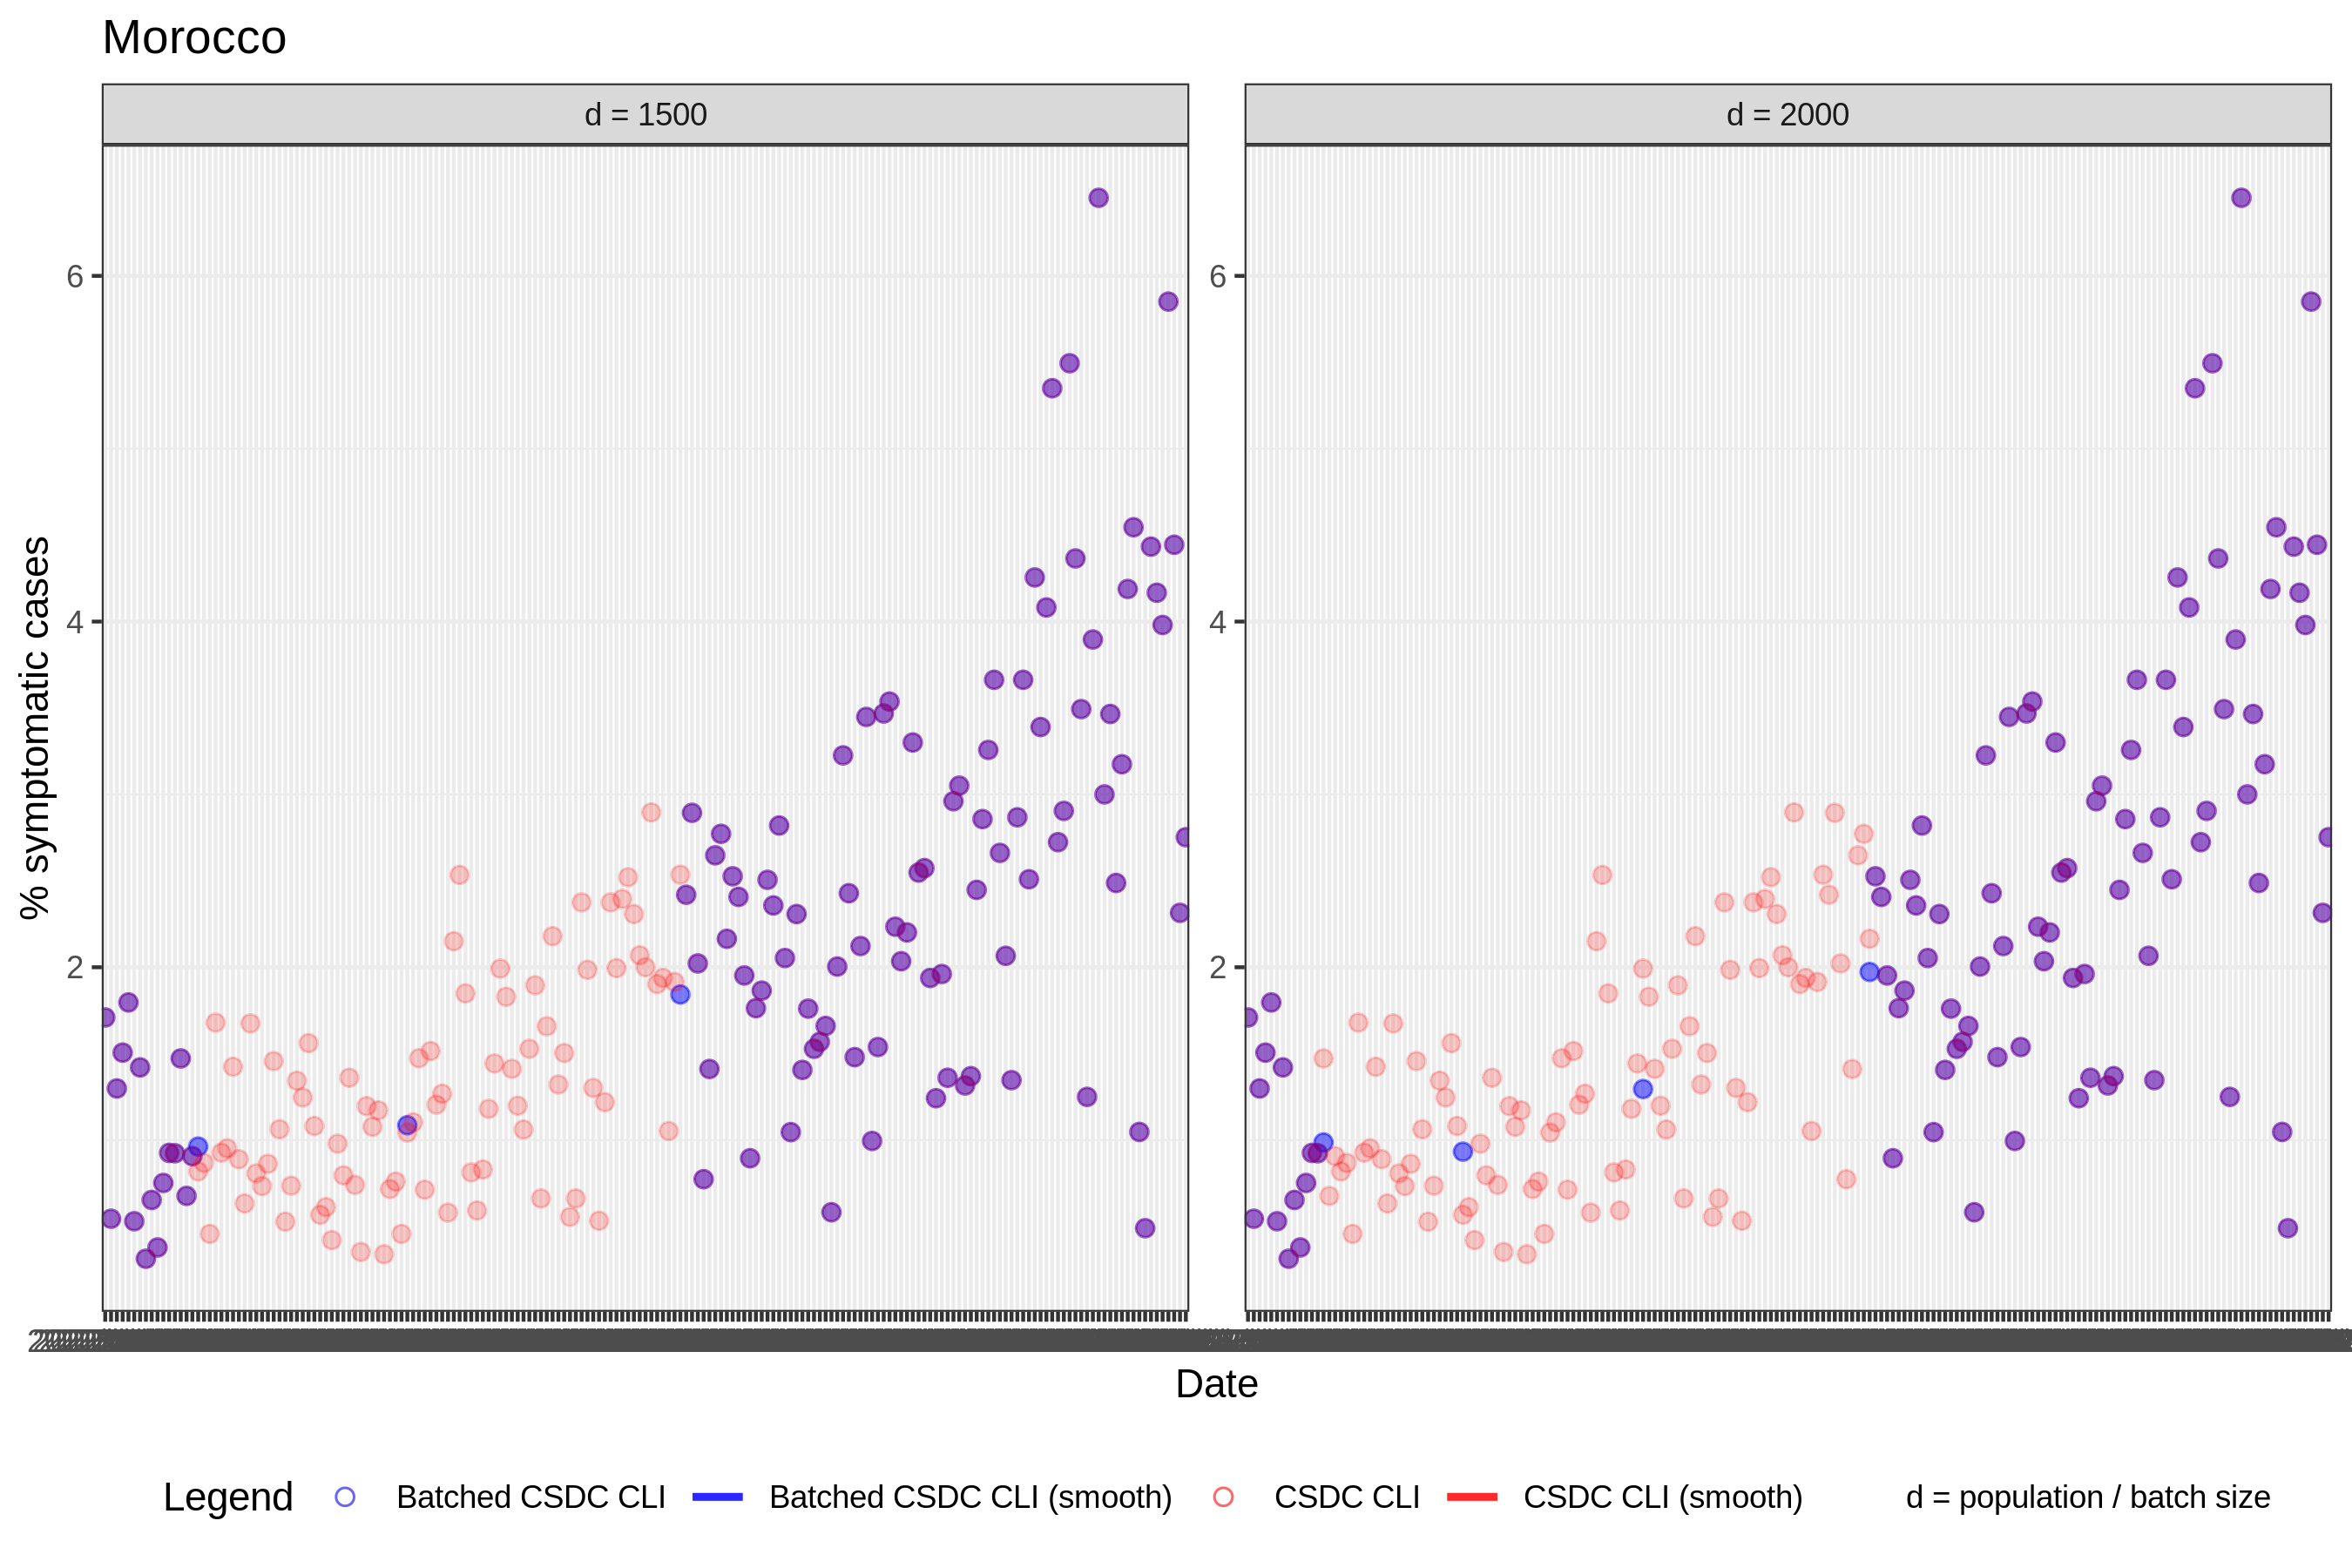 Morocco
d = 1500
d = 2000
% symptomatic cases
6
4
2
6
4
2
Date
Legend
Batched CSDC CLI
Batched CSDC CLI (smooth)
CSDC CLI
CSDC CLI (smooth)
d = population / batch size